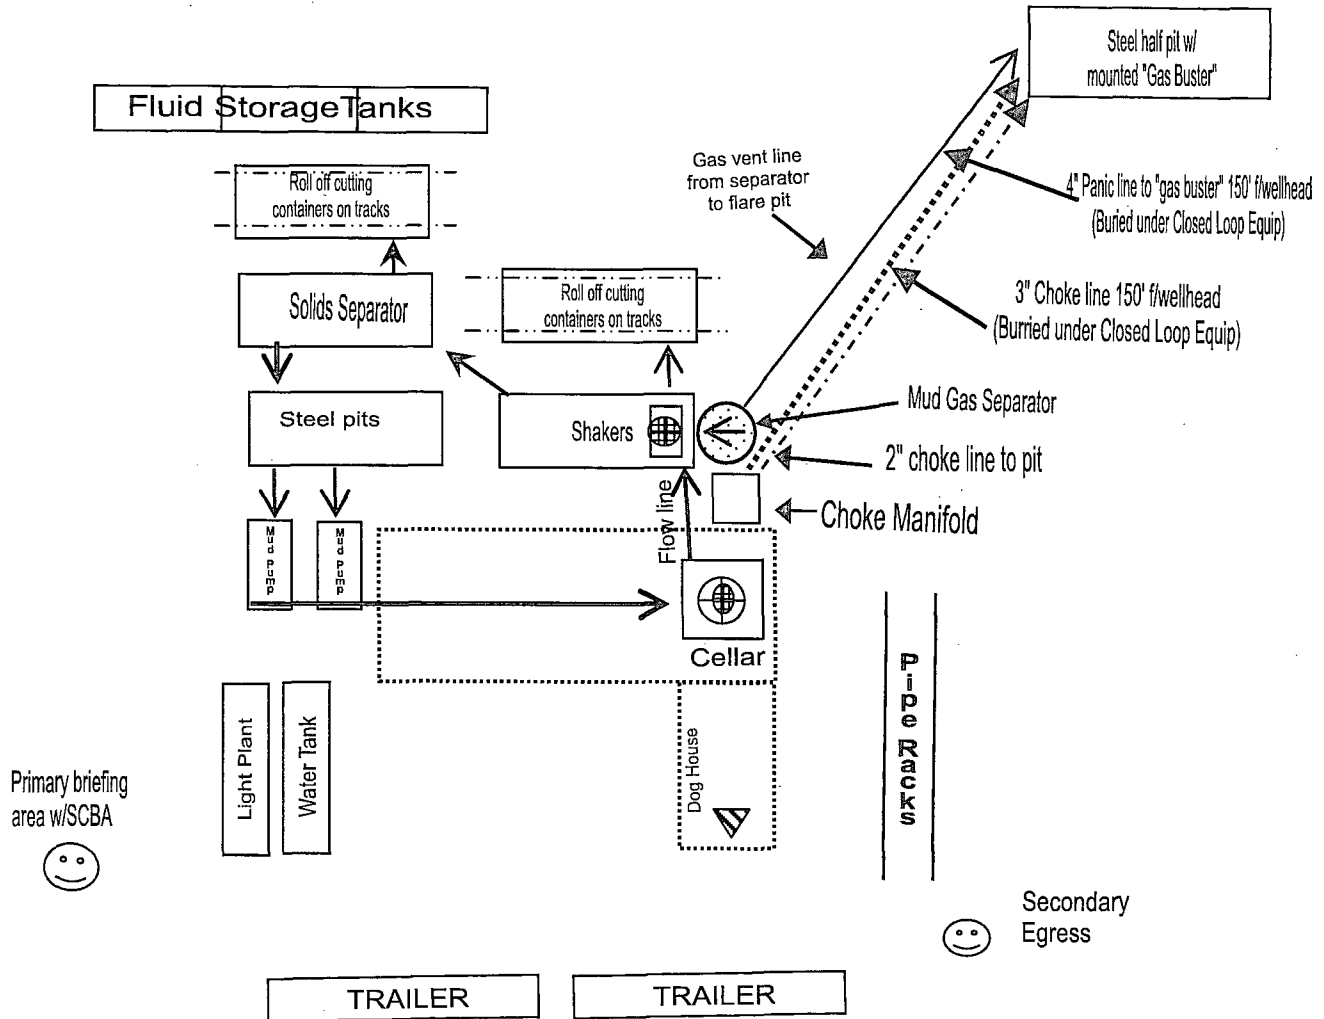 Steel half pit w/
mounted "Gas Buster"
Fluid Storage Tanks
Gas vent line
from separator
to flare pit
Roll off cutting
containers on tracks
4" Panic line to "gas buster" 150' f/wellhead
(Buried under Closed Loop Equip)
Solids Separator
Roll off cutting
containers on tracks
3" Choke line 150' f/wellhead
(Burried under Closed Loop Equip)
Steel pits
Shakers
Mud Gas Separator
2" choke line to pit
Flow line
Choke Manifold
Mud Pump
Mud Pump
Cellar
Pipe Racks
Light Plant
Water Tank
Dog House
Primary briefing
area w/SCBA
Secondary
Egress
TRAILER
TRAILER